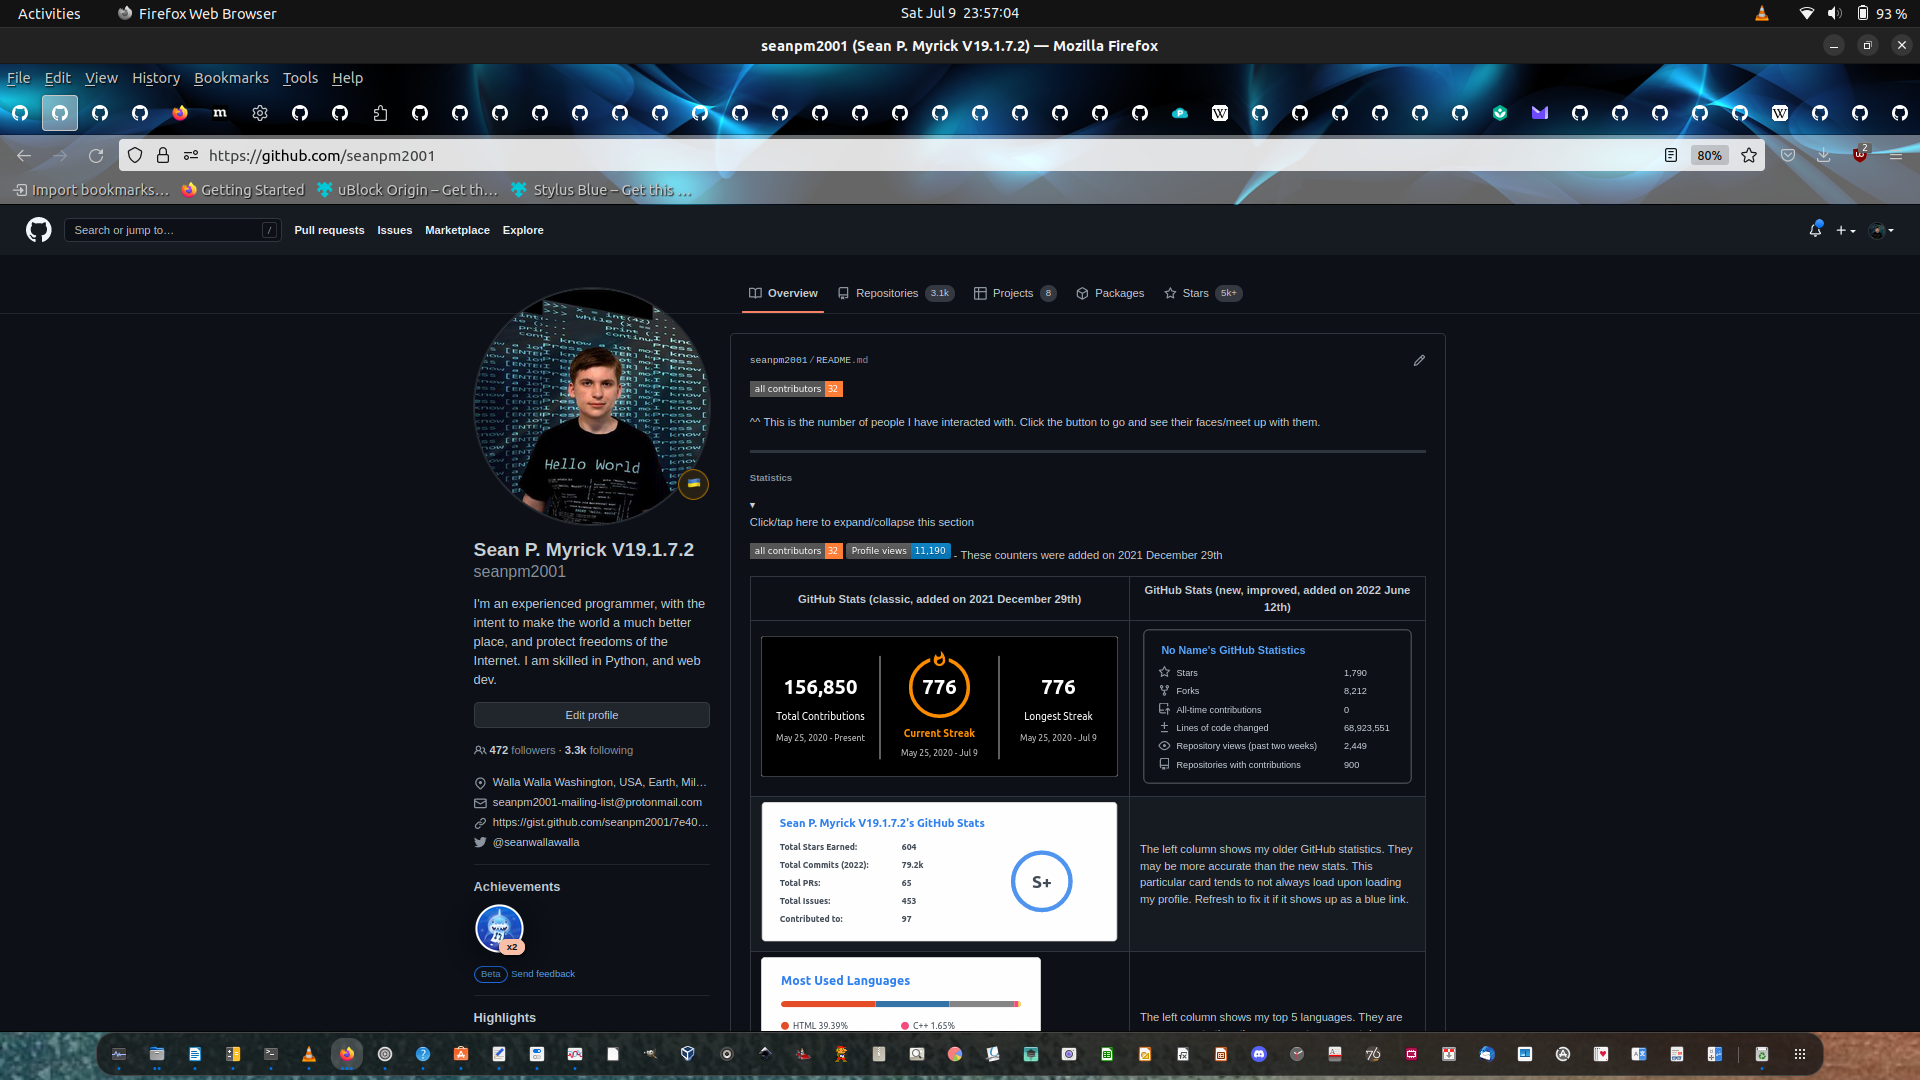 Activities
Firefox Web Browser
Sat Jul 9 23:57:04
93 %
seanpm2001 (Sean P. Myrick V19.1.7.2) — Mozilla Firefox
File Edit View History Bookmarks Tools Help
https://github.com/seanpm2001
80%
2
Import bookmarks…
Getting Started
uBlock Origin – Get th…
Stylus Blue – Get this …
Search or jump to…
/
Pull requests
Issues
Marketplace
Explore
Overview
Repositories 3.1k
Projects 8
Packages
Stars 5k+
Hello World
Sean P. Myrick V19.1.7.2
seanpm2001
I'm an experienced programmer, with the
intent to make the world a much better
place, and protect freedoms of the
Internet. I am skilled in Python, and web
dev.
Edit profile
472 followers · 3.3k following
Walla Walla Washington, USA, Earth, Mil…
seanpm2001-mailing-list@protonmail.com
https://gist.github.com/seanpm2001/7e40…
@seanwallawalla
Achievements
x2
Beta Send feedback
Highlights
seanpm2001/README.md
all contributors 32
^^ This is the number of people I have interacted with. Click the button to go and see their faces/meet up with them.
Statistics
▾
Click/tap here to expand/collapse this section
all contributors 32 Profile views 11,190 - These counters were added on 2021 December 29th
GitHub Stats (classic, added on 2021 December 29th)
GitHub Stats (new, improved, added on 2022 June
12th)
156,850
Total Contributions
May 25, 2020 - Present
776
Current Streak
May 25, 2020 - Jul 9
776
Longest Streak
May 25, 2020 - Jul 9
No Name's GitHub Statistics
Stars 1,790
Forks 8,212
All-time contributions 0
Lines of code changed 68,923,551
Repository views (past two weeks) 2,449
Repositories with contributions 900
Sean P. Myrick V19.1.7.2's GitHub Stats
Total Stars Earned: 604
Total Commits (2022): 79.2k
Total PRs: 65
Total Issues: 453
Contributed to: 97
S+
The left column shows my older GitHub statistics. They
may be more accurate than the new stats. This
particular card tends to not always load upon loading
my profile. Refresh to fix it if it shows up as a blue link.
Most Used Languages
HTML 39.39%
C++ 1.65%
The left column shows my top 5 languages. They are